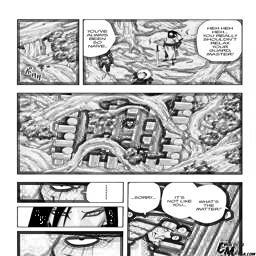 HEH HEH
HEH.
YOU REALLY
SHOULDN'T
RELAX
YOUR
GUARD,
MASTER!
YOU'VE
ALWAYS
BEEN
SO
NAIVE.
.........
...SORRY...
IT'S
NOT LIKE
YOU...
WHAT'S
THE
MATTER?